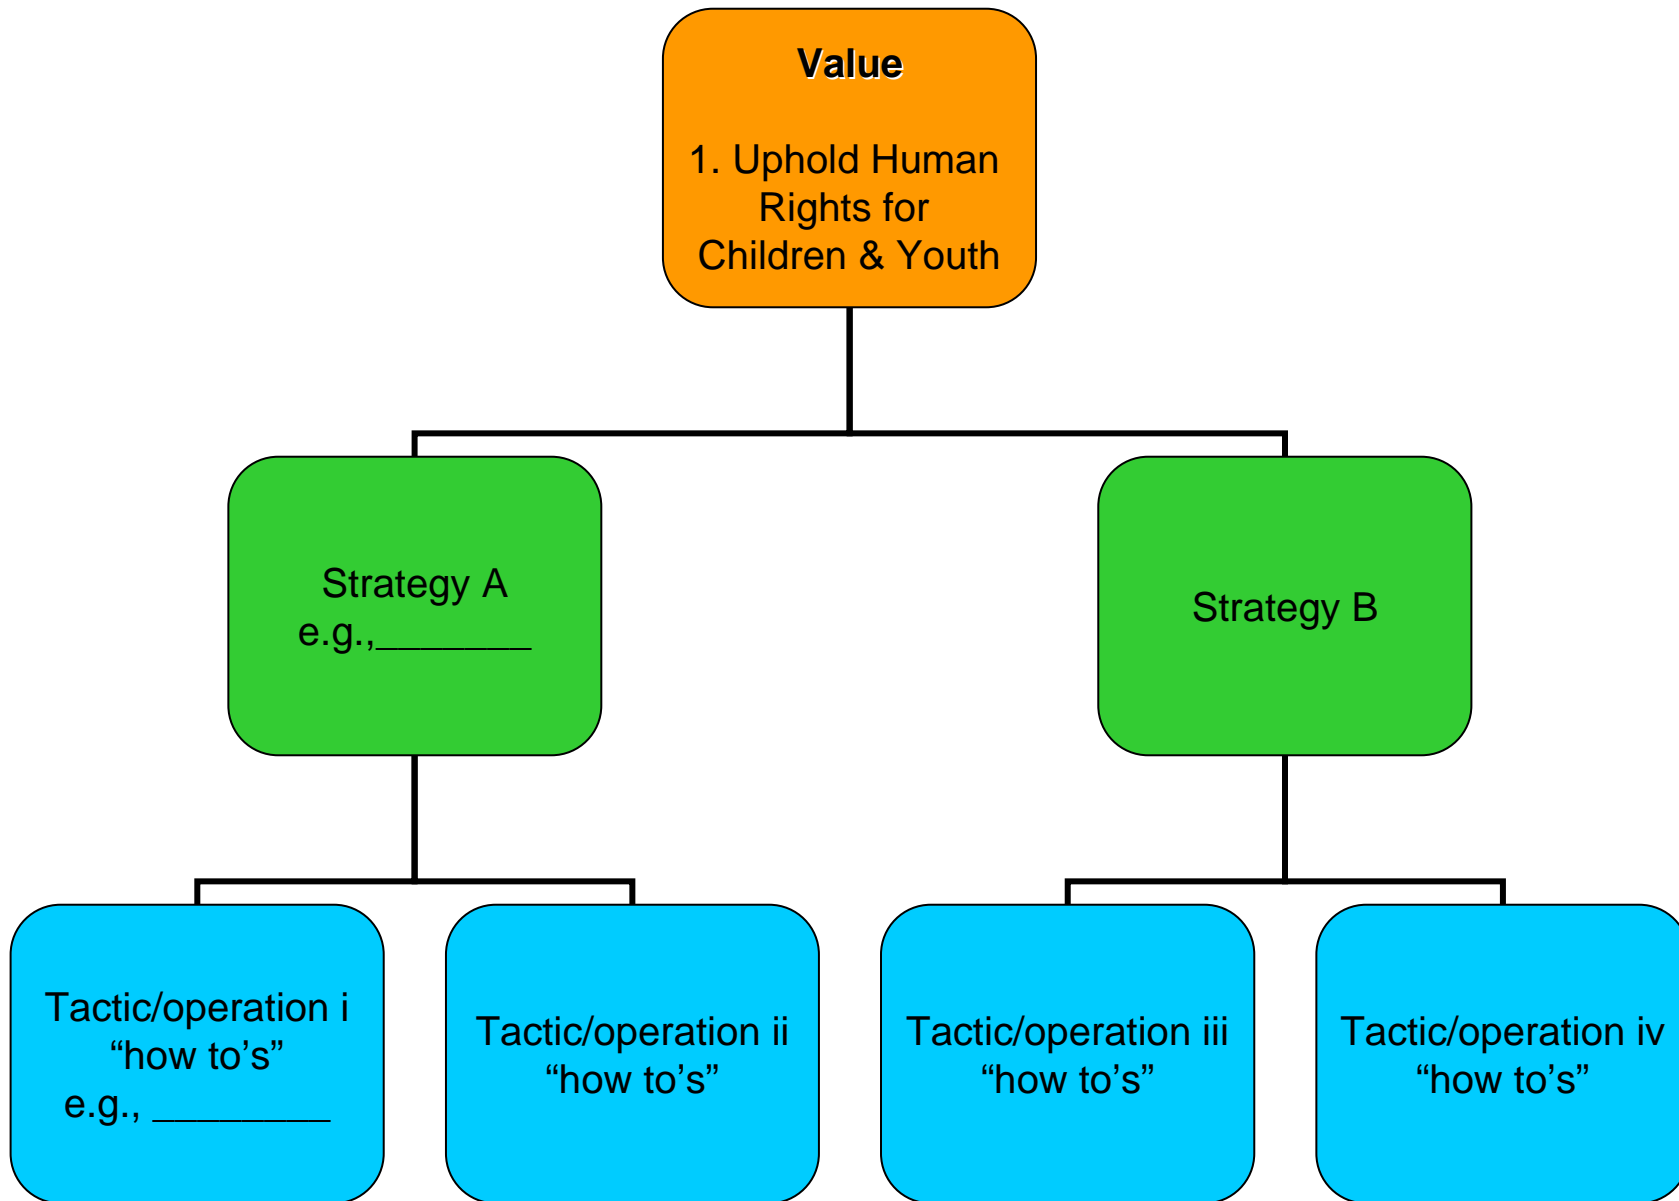 Value
1. Uphold Human
Rights for
Children & Youth
Strategy A
e.g.,_______
Strategy B
Tactic/operation i
“how to’s”
e.g., ________
Tactic/operation ii
“how to’s”
Tactic/operation iii
“how to’s”
Tactic/operation iv
“how to’s”